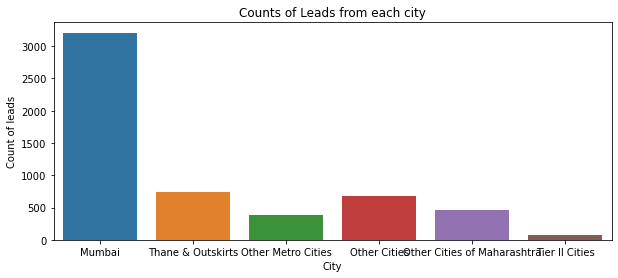 Counts of Leads from each city
Count of leads
3000
2500
2000
1500
1000
500
0
Mumbai
Thane & Outskirts
Other Metro Cities
Other Cities
Other Cities of Maharashtra
Tier II Cities
City